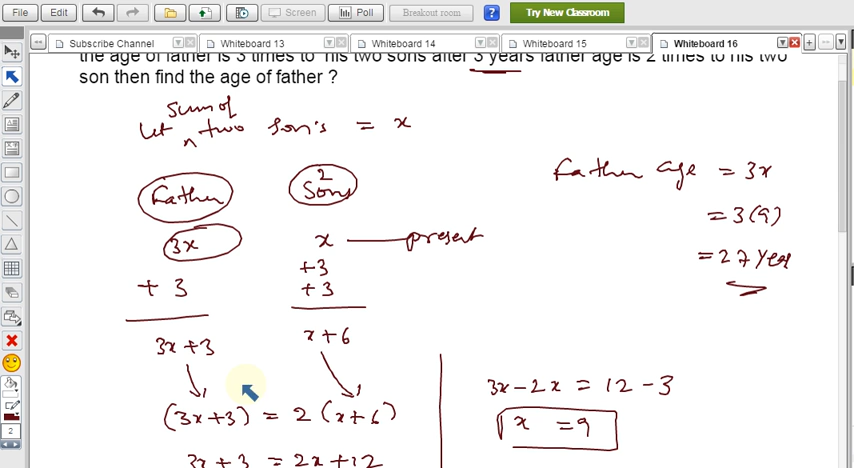 File Edit Screen Poll Breakout room ? Try New Classroom
Subscribe Channel Whiteboard 13 Whiteboard 14 Whiteboard 15 Whiteboard 16
the age of father is 3 times to his two sons after 3 years father age is 2 times to his two
son then find the age of father ?
sum of
let ^ two son's = x
Father 2 Sons
Father age = 3x
= 3(9)
= 27 year
3x x present
+3
+ 3 + 3
3x + 3 x + 6
(3x+3) = 2 (x+6)
3x + 3 = 2x + 12
3x - 2x = 12 - 3
x = 9
2